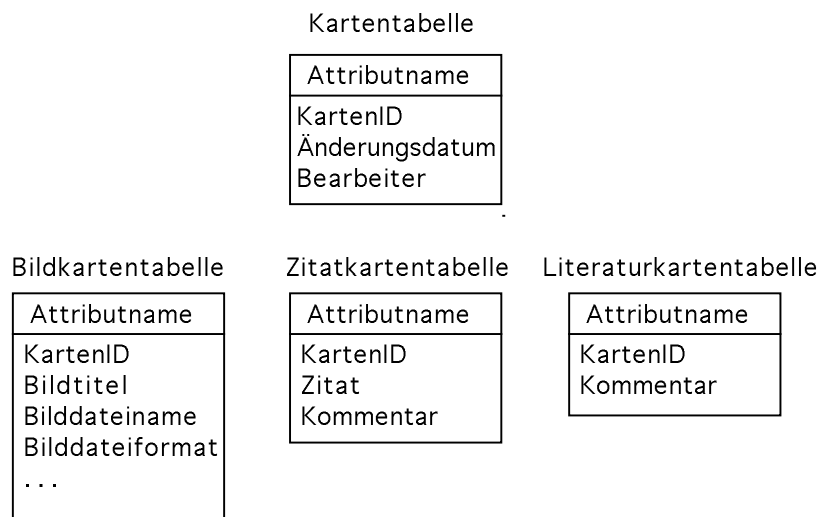 Kartentabelle
Attributname
KartenID
Änderungsdatum
Bearbeiter
Bildkartentabelle
Attributname
KartenID
Bildtitel
Bilddateiname
Bilddateiformat
...
Zitatkartentabelle
Attributname
KartenID
Zitat
Kommentar
Literaturkartentabelle
Attributname
KartenID
Kommentar